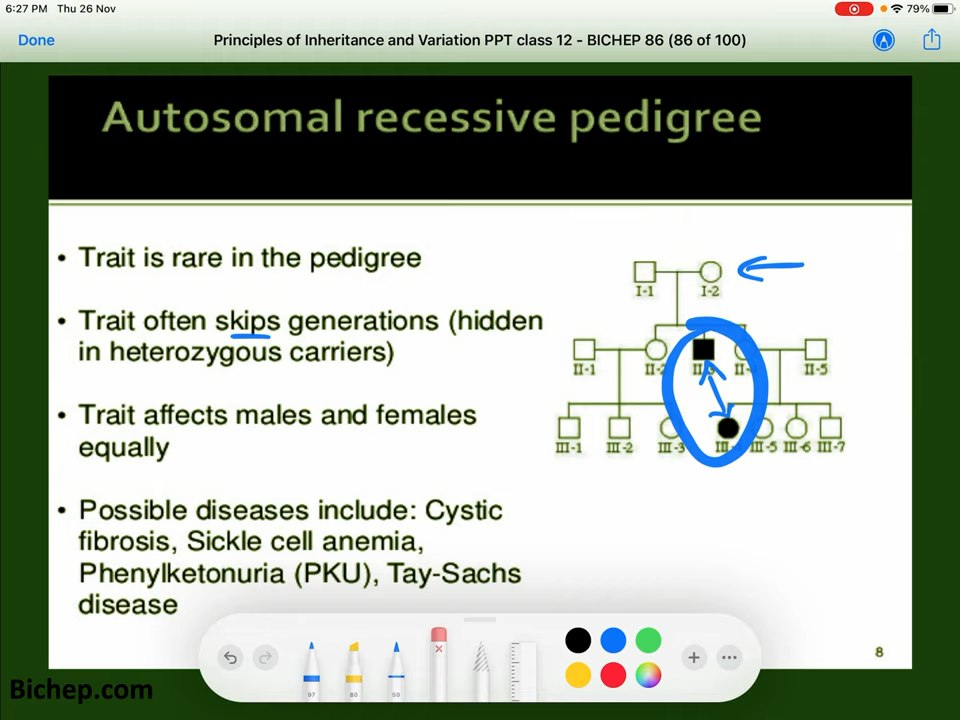 6:27 PM Thu 26 Nov
79%
Done
Principles of Inheritance and Variation PPT class 12 - BICHEP 86 (86 of 100)
Autosomal recessive pedigree
• Trait is rare in the pedigree
• Trait often skips generations (hidden
in heterozygous carriers)
• Trait affects males and females
equally
• Possible diseases include: Cystic
fibrosis, Sickle cell anemia,
Phenylketonuria (PKU), Tay-Sachs
disease
I-1 I-2
II-1 II-5
III-1 III-2 III-3 III-5 III-6 III-7
97 80 50
8
Bichep.com